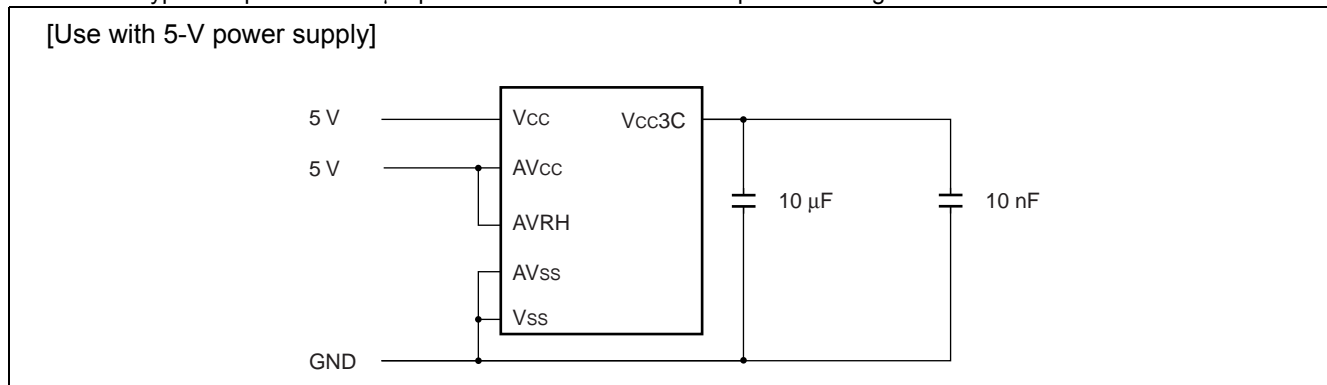 [Use with 5-V power supply]
5 V
VCC
VCC3C
5 V
AVCC
10 μF
10 nF
AVRH
AVSS
VSS
GND